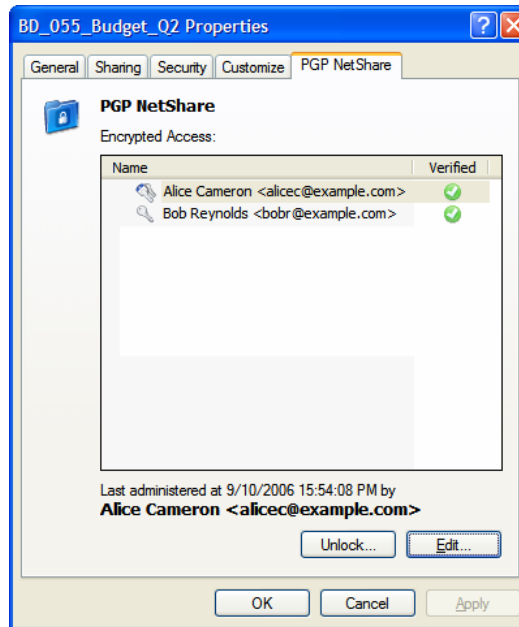 BD_055_Budget_Q2 Properties
General Sharing Security Customize PGP NetShare
PGP NetShare
Encrypted Access:
Name Verified
Alice Cameron <alicec@example.com>
Bob Reynolds <bobr@example.com>
Last administered at 9/10/2006 15:54:08 PM by
Alice Cameron <alicec@example.com>
Unlock... Edit...
OK Cancel Apply